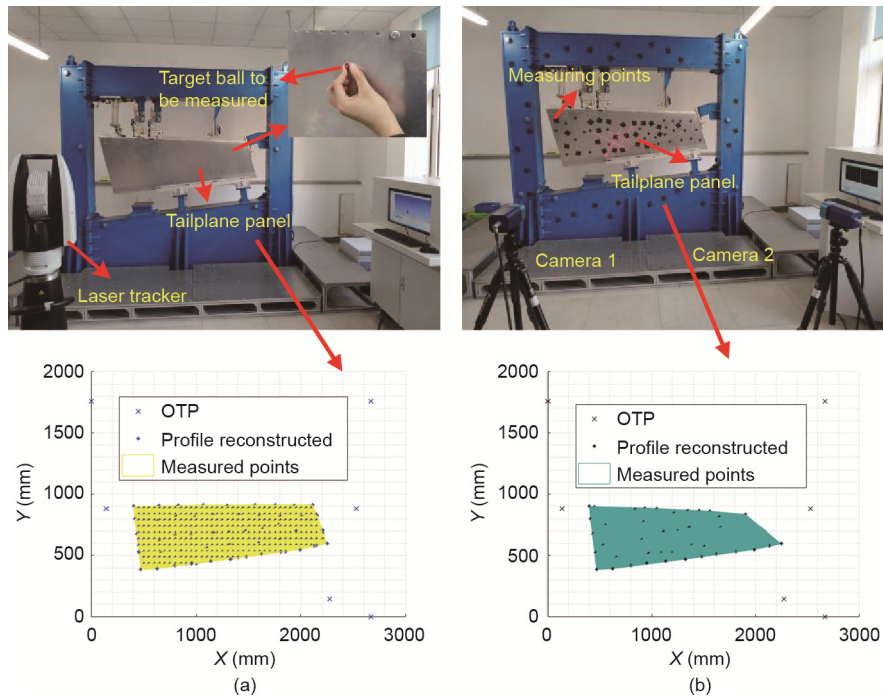 Target ball to
be measured
Tailplane panel
Laser tracker
Measuring points
Tailplane panel
Camera 1
Camera 2
2000
1500
1000
500
0
Y (mm)
OTP
Profile reconstructed
Measured points
0
1000
2000
3000
X (mm)
(a)
2000
1500
1000
500
0
Y (mm)
OTP
Profile reconstructed
Measured points
0
1000
2000
3000
X (mm)
(b)